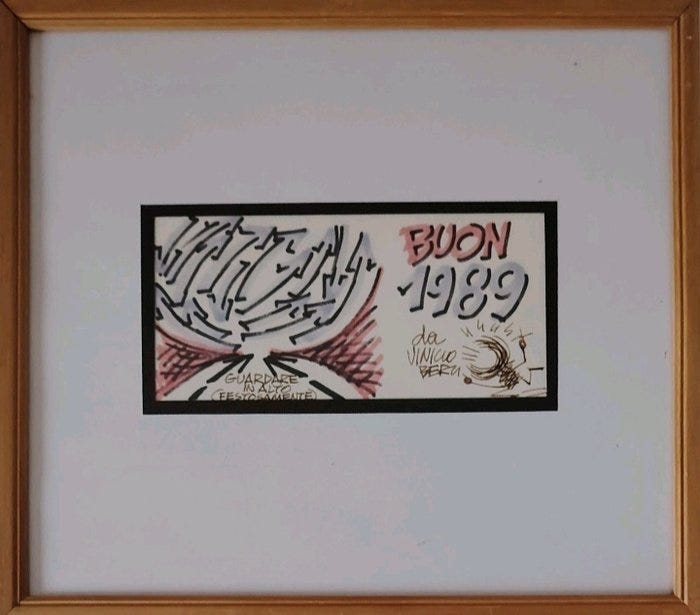 BUON
1989
da
VINICIO
BERTI
GUARDARE
IN ALTO
(FESTOSAMENTE)